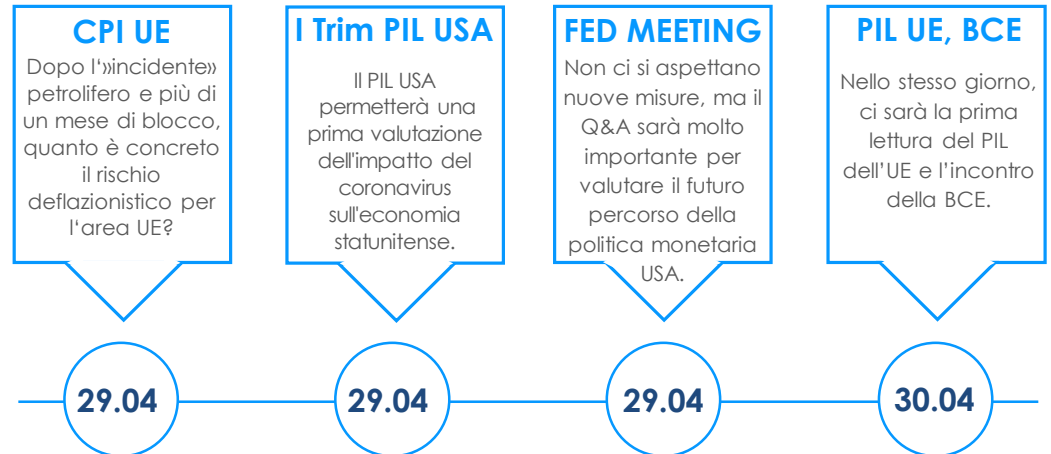 CPI UE
Dopo l'»incidente»
petrolifero e più di
un mese di blocco,
quanto è concreto
il rischio
deflazionistico per
l'area UE?
29.04
I Trim PIL USA
Il PIL USA
permetterà una
prima valutazione
dell'impatto del
coronavirus
sull'economia
statunitense.
29.04
FED MEETING
Non ci si aspettano
nuove misure, ma il
Q&A sarà molto
importante per
valutare il futuro
percorso della
politica monetaria
USA.
29.04
PIL UE, BCE
Nello stesso giorno,
ci sarà la prima
lettura del PIL
dell'UE e l'incontro
della BCE.
30.04